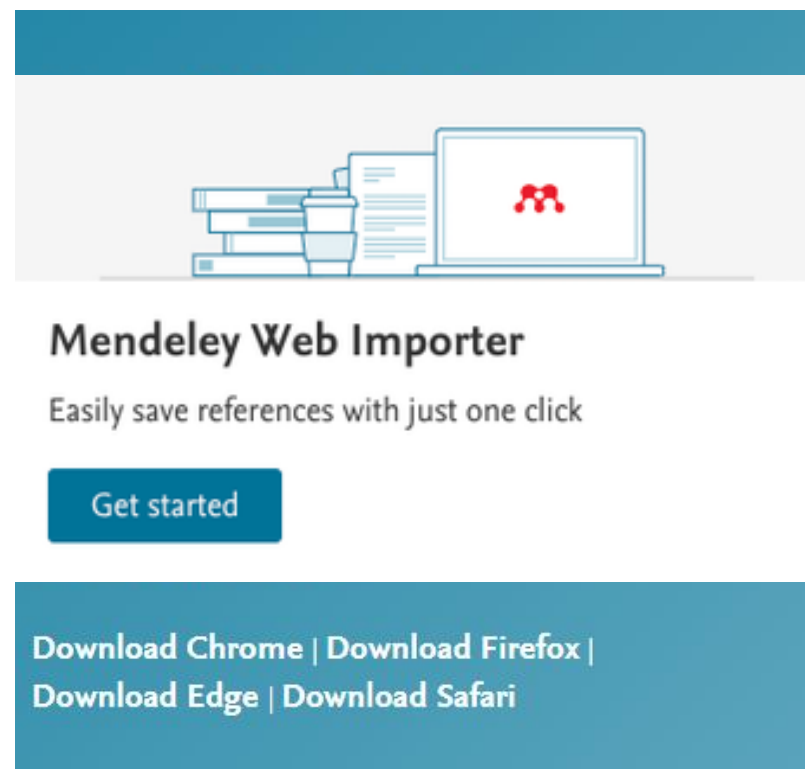 Mendeley Web Importer
Easily save references with just one click
Get started
Download Chrome | Download Firefox |
Download Edge | Download Safari